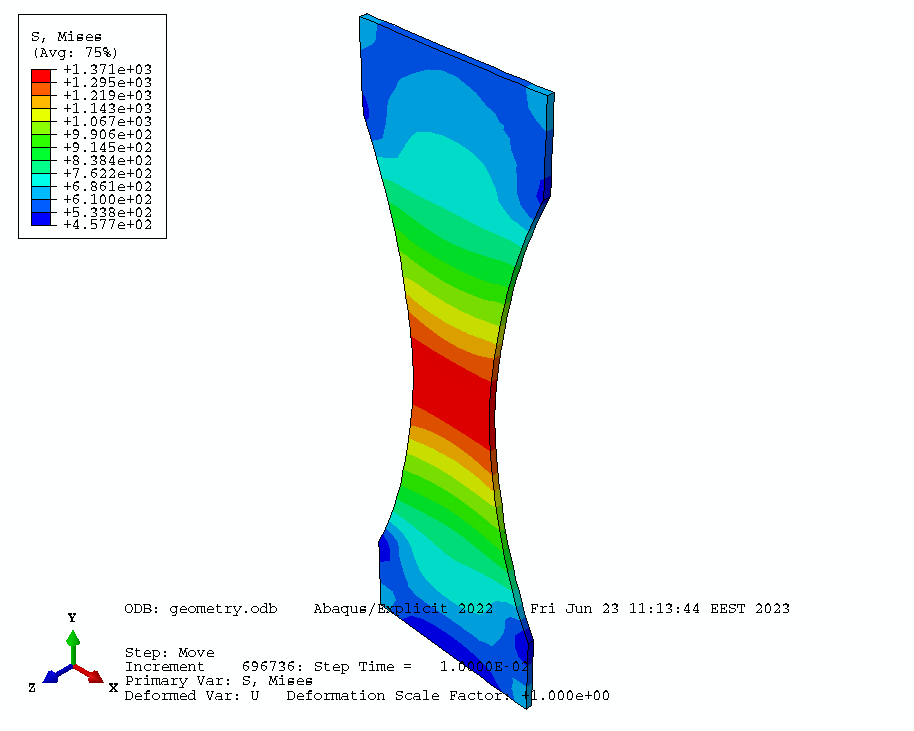 S, Mises
(Avg: 75%)
+1.371e+03
+1.295e+03
+1.219e+03
+1.143e+03
+1.067e+03
+9.906e+02
+9.145e+02
+8.384e+02
+7.622e+02
+6.861e+02
+6.100e+02
+5.338e+02
+4.577e+02
ODB: geometry.odb Abaqus/Explicit 2022 Fri Jun 23 11:13:44 EEST 2023
Y
Z
X
Step: Move
Increment 696736: Step Time = 1.0000E-02
Primary Var: S, Mises
Deformed Var: U Deformation Scale Factor: +1.000e+00